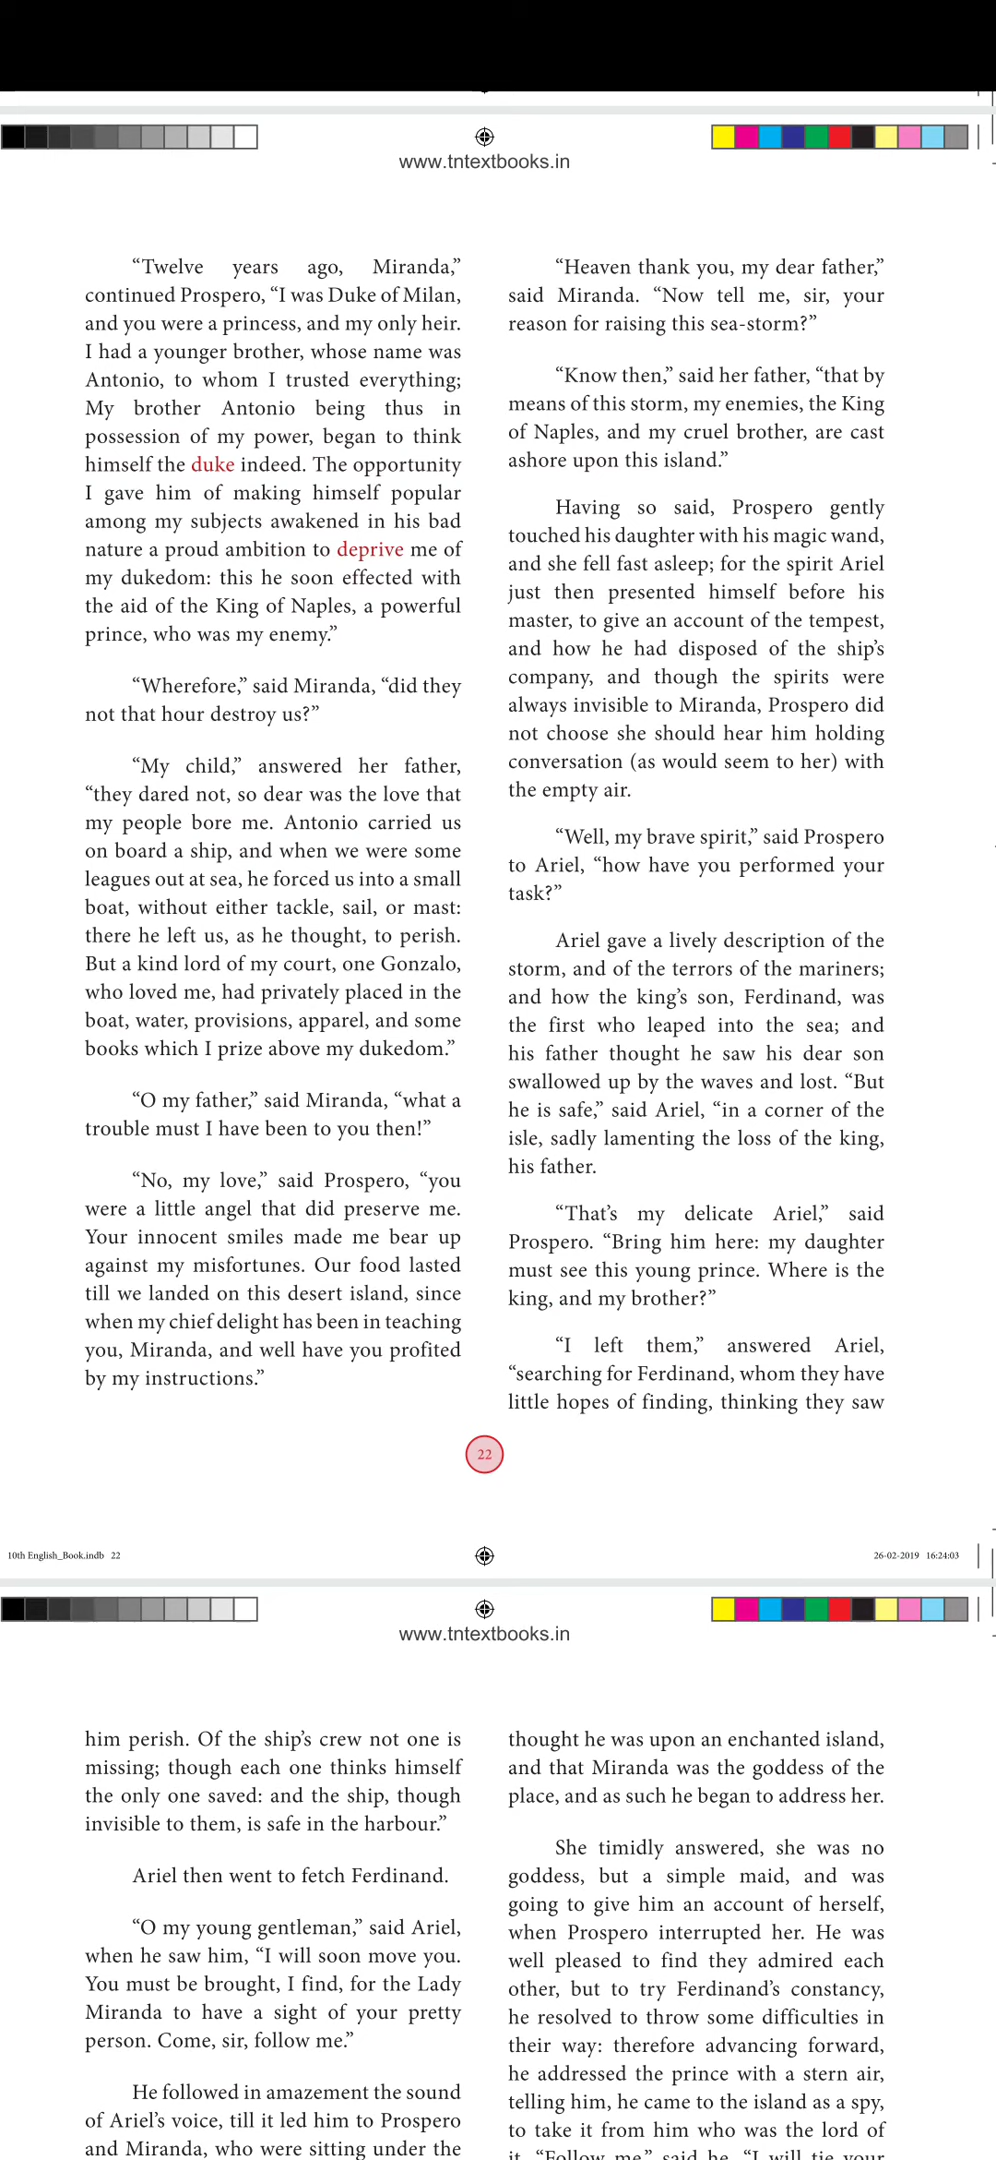 www.tntextbooks.in
“Twelve years ago, Miranda,”
continued Prospero, “I was Duke of Milan,
and you were a princess, and my only heir.
I had a younger brother, whose name was
Antonio, to whom I trusted everything;
My brother Antonio being thus in
possession of my power, began to think
himself the duke indeed. The opportunity
I gave him of making himself popular
among my subjects awakened in his bad
nature a proud ambition to deprive me of
my dukedom: this he soon effected with
the aid of the King of Naples, a powerful
prince, who was my enemy.”
“Wherefore,” said Miranda, “did they
not that hour destroy us?”
“My child,” answered her father,
“they dared not, so dear was the love that
my people bore me. Antonio carried us
on board a ship, and when we were some
leagues out at sea, he forced us into a small
boat, without either tackle, sail, or mast:
there he left us, as he thought, to perish.
But a kind lord of my court, one Gonzalo,
who loved me, had privately placed in the
boat, water, provisions, apparel, and some
books which I prize above my dukedom.”
“O my father,” said Miranda, “what a
trouble must I have been to you then!”
“No, my love,” said Prospero, “you
were a little angel that did preserve me.
Your innocent smiles made me bear up
against my misfortunes. Our food lasted
till we landed on this desert island, since
when my chief delight has been in teaching
you, Miranda, and well have you profited
by my instructions.”
“Heaven thank you, my dear father,”
said Miranda. “Now tell me, sir, your
reason for raising this sea-storm?”
“Know then,” said her father, “that by
means of this storm, my enemies, the King
of Naples, and my cruel brother, are cast
ashore upon this island.”
Having so said, Prospero gently
touched his daughter with his magic wand,
and she fell fast asleep; for the spirit Ariel
just then presented himself before his
master, to give an account of the tempest,
and how he had disposed of the ship’s
company, and though the spirits were
always invisible to Miranda, Prospero did
not choose she should hear him holding
conversation (as would seem to her) with
the empty air.
“Well, my brave spirit,” said Prospero
to Ariel, “how have you performed your
task?”
Ariel gave a lively description of the
storm, and of the terrors of the mariners;
and how the king’s son, Ferdinand, was
the first who leaped into the sea; and
his father thought he saw his dear son
swallowed up by the waves and lost. “But
he is safe,” said Ariel, “in a corner of the
isle, sadly lamenting the loss of the king,
his father.
“That’s my delicate Ariel,” said
Prospero. “Bring him here: my daughter
must see this young prince. Where is the
king, and my brother?”
“I left them,” answered Ariel,
“searching for Ferdinand, whom they have
little hopes of finding, thinking they saw
22
10th English_Book.indb 22
26-02-2019 16:24:03
www.tntextbooks.in
him perish. Of the ship’s crew not one is
missing; though each one thinks himself
the only one saved: and the ship, though
invisible to them, is safe in the harbour.”
Ariel then went to fetch Ferdinand.
“O my young gentleman,” said Ariel,
when he saw him, “I will soon move you.
You must be brought, I find, for the Lady
Miranda to have a sight of your pretty
person. Come, sir, follow me.”
He followed in amazement the sound
of Ariel’s voice, till it led him to Prospero
and Miranda, who were sitting under the
thought he was upon an enchanted island,
and that Miranda was the goddess of the
place, and as such he began to address her.
She timidly answered, she was no
goddess, but a simple maid, and was
going to give him an account of herself,
when Prospero interrupted her. He was
well pleased to find they admired each
other, but to try Ferdinand’s constancy,
he resolved to throw some difficulties in
their way: therefore advancing forward,
he addressed the prince with a stern air,
telling him, he came to the island as a spy,
to take it from him who was the lord of
it. “Follow me,” said he, “I will tie your